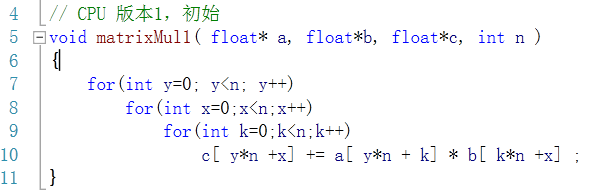 4 // CPU 版本1，初始
5 void matrixMul1( float* a, float*b, float*c, int n )
6 {
7 for(int y=0; y<n; y++)
8 for(int x=0;x<n;x++)
9 for(int k=0;k<n;k++)
10 c[ y*n +x] += a[ y*n + k] * b[ k*n +x] ;
11 }